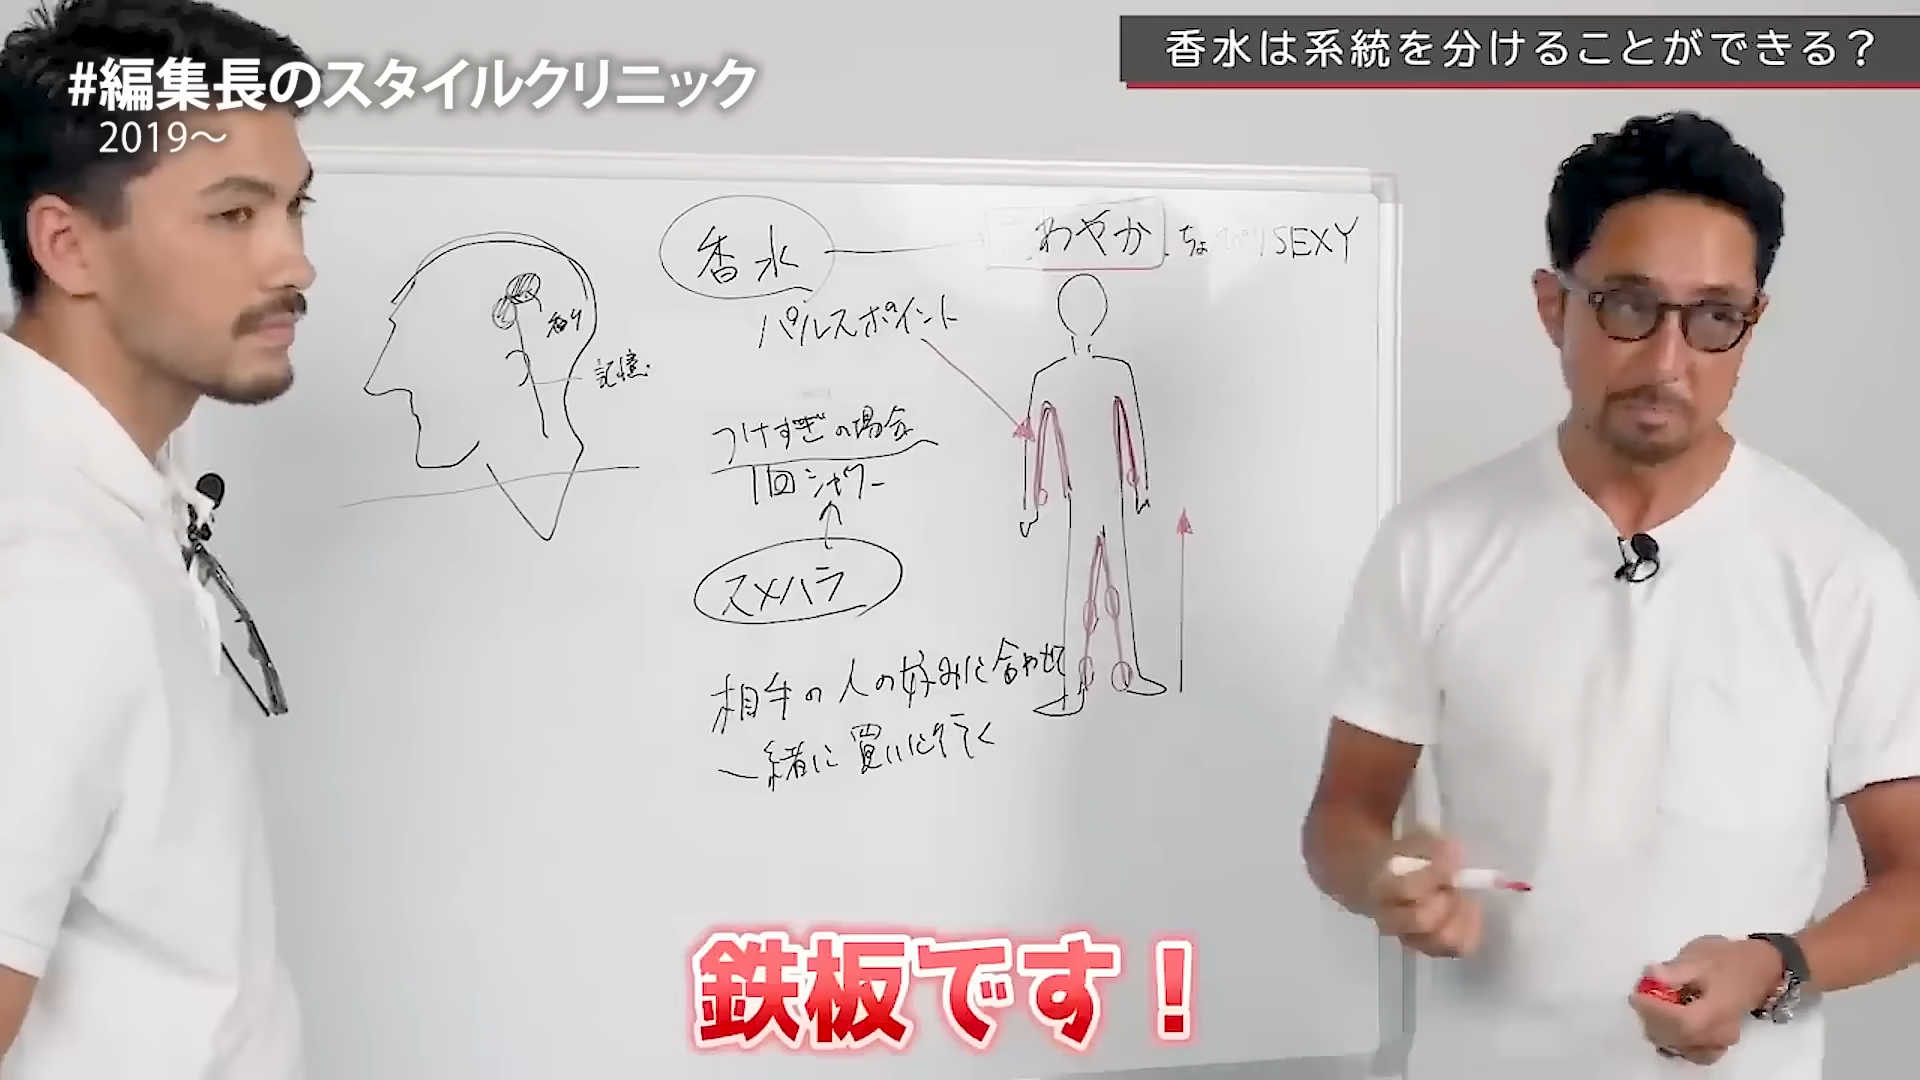 #編集長のスタイルクリニック
2019〜
香水は系統を分けることができる？
香水
わやか
SEXY
パルスポイント
香り
記憶
つけすぎの場合
1回シャワー
スメハラ
相手の人の好みに合わせて
一緒に買いに行く
鉄板です！